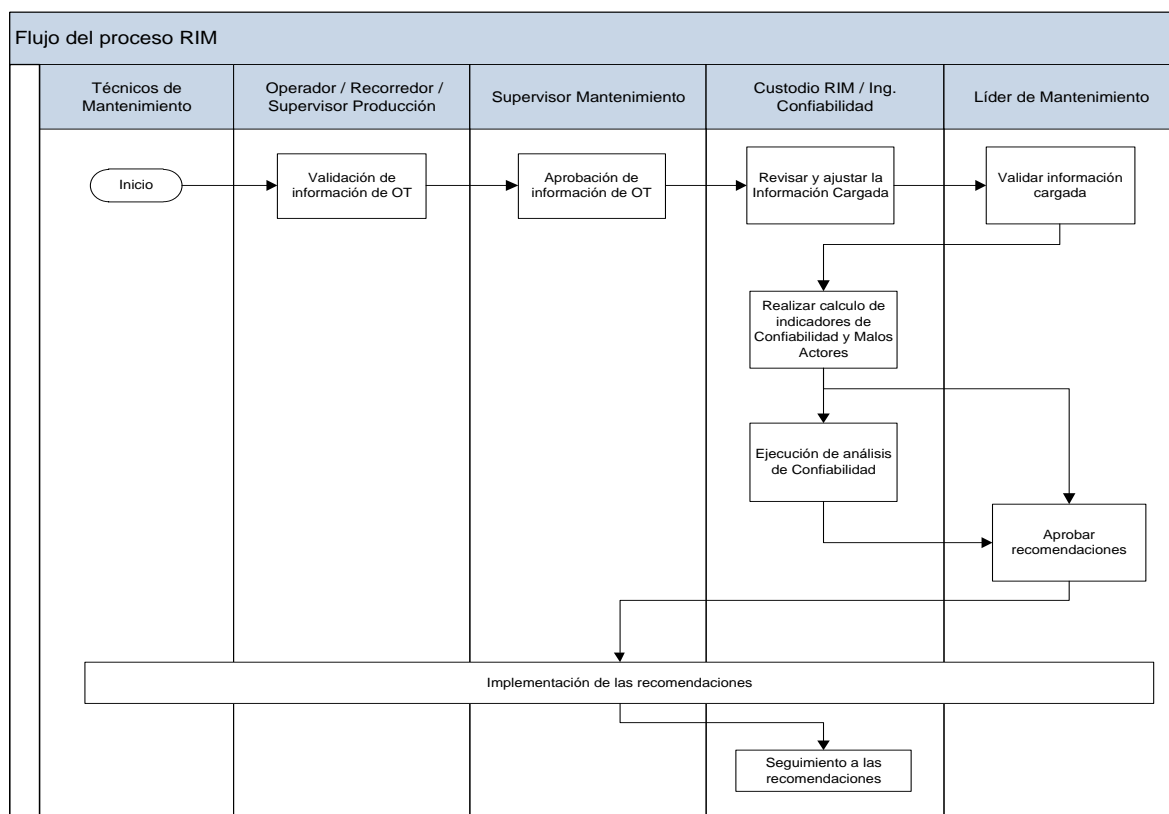 Flujo del proceso RIM
Técnicos de
Mantenimiento
Operador / Recorredor /
Supervisor Producción
Supervisor Mantenimiento
Custodio RIM / Ing.
Confiabilidad
Líder de Mantenimiento
Inicio
Validación de
información de OT
Aprobación de
información de OT
Revisar y ajustar la
Información Cargada
Validar información
cargada
Realizar calculo de
indicadores de
Confiabilidad y Malos
Actores
Ejecución de análisis
de Confiabilidad
Aprobar
recomendaciones
Implementación de las recomendaciones
Seguimiento a las
recomendaciones